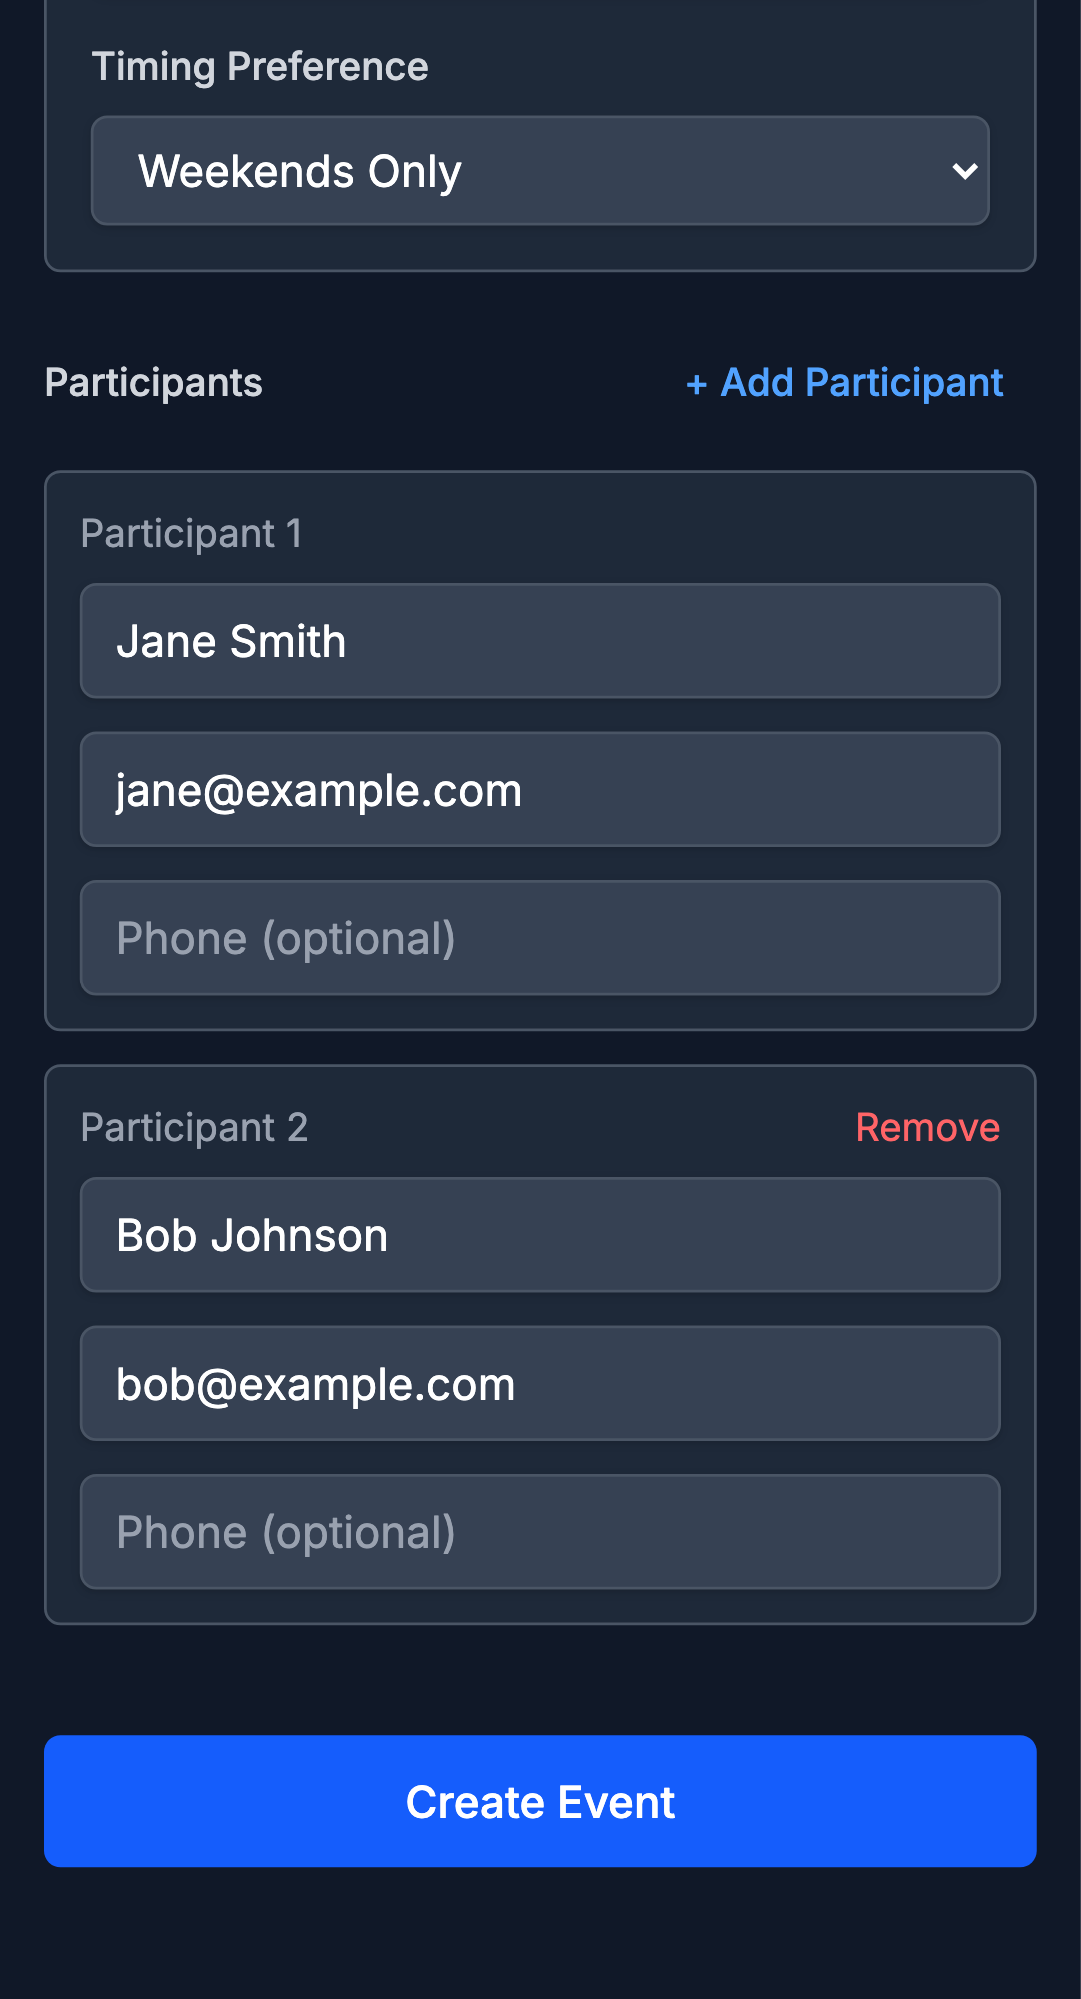 Timing Preference
Weekends Only
Participants
+ Add Participant
Participant 1
Jane Smith
jane@example.com
Phone (optional)
Participant 2
Remove
Bob Johnson
bob@example.com
Phone (optional)
Create Event